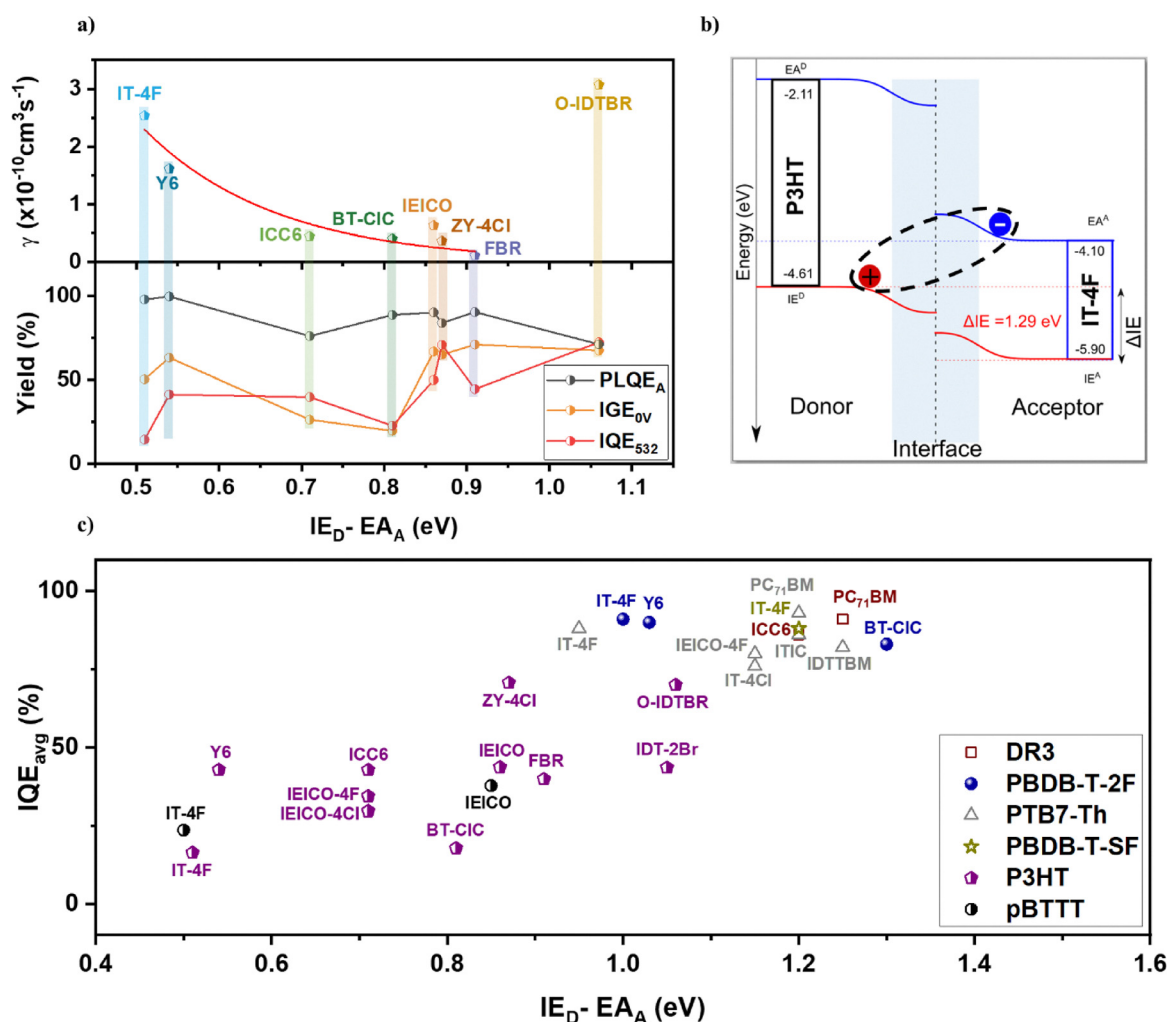 a)
γ (x10⁻¹⁰cm³s⁻¹)
3
2
1
0
IT-4F
Y6
ICC6
BT-CIC
IEICO
ZY-4Cl
FBR
O-IDTBR
Yield (%)
100
50
0
PLQE_A
IGE_0V
IQE_532
0.5 0.6 0.7 0.8 0.9 1.0 1.1
IE_D- EA_A (eV)
b)
Energy (eV)
EA^D
-2.11
P3HT
-4.61
IE^D
+
-
EA^A
-4.10
IT-4F
-5.90
IE^A
ΔIE =1.29 eV
ΔIE
Donor
Acceptor
Interface
c)
IQE_avg (%)
100
50
0
IT-4F
IT-4F
Y6
ICC6
IEICO-4F
IEICO-4Cl
BT-CIC
IEICO
IEICO
ZY-4Cl
FBR
IT-4F
IT-4F
Y6
O-IDTBR
IDT-2Br
PC₇₁BM
IT-4F
ICC6
IEICO-4F
ITIC
IT-4Cl
PC₇₁BM
IDTTBM
BT-CIC
DR3
PBDB-T-2F
PTB7-Th
PBDB-T-SF
P3HT
pBTTT
0.4 0.6 0.8 1.0 1.2 1.4 1.6
IE_D- EA_A (eV)